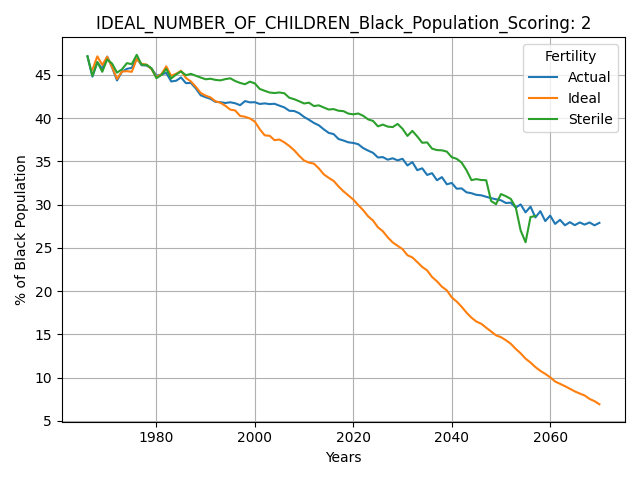 IDEAL_NUMBER_OF_CHILDREN_Black_Population_Scoring: 2
Fertility
Actual
Ideal
Sterile
% of Black Population
45
40
35
30
25
20
15
10
5
1980
2000
2020
2040
2060
Years